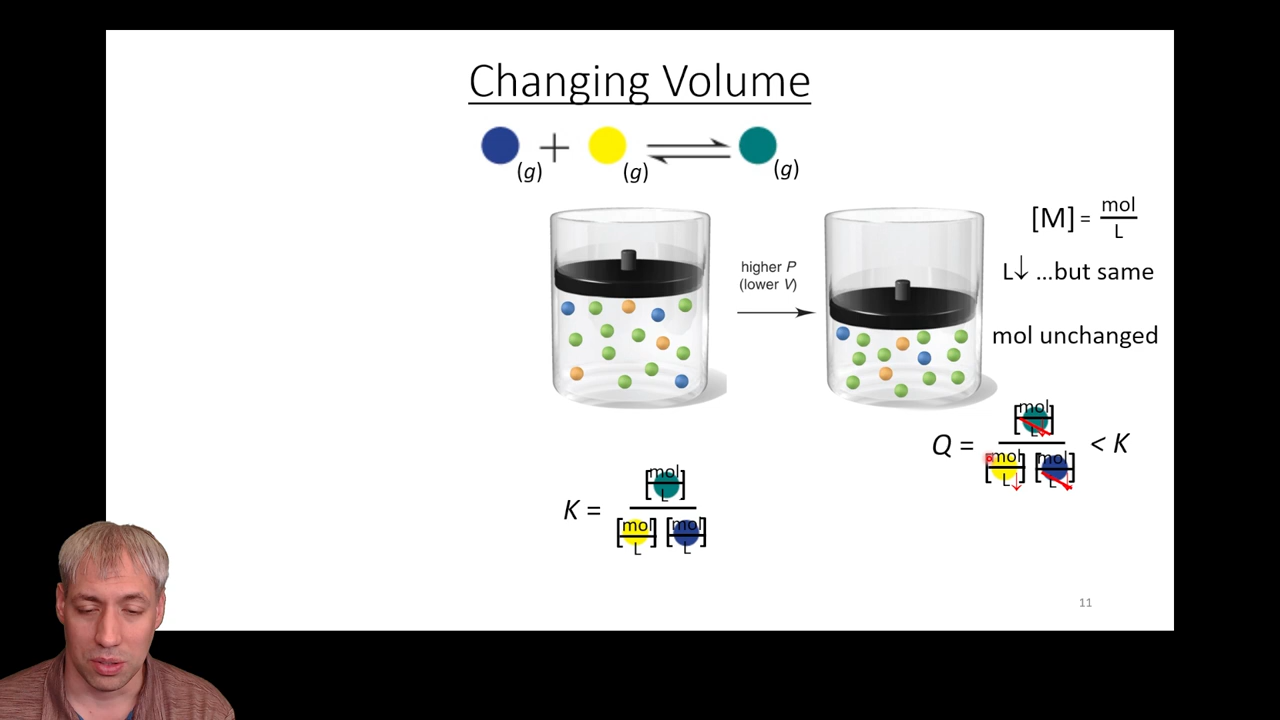 Changing Volume
(g) + (g) ⇌ (g)
[M] = mol
L
higher P
(lower V)
L↓ ...but same
mol unchanged
Q = [mol/L] / [mol/L↓] [mol/L] < K
K = [mol/L] / [mol/L] [mol/L]
11